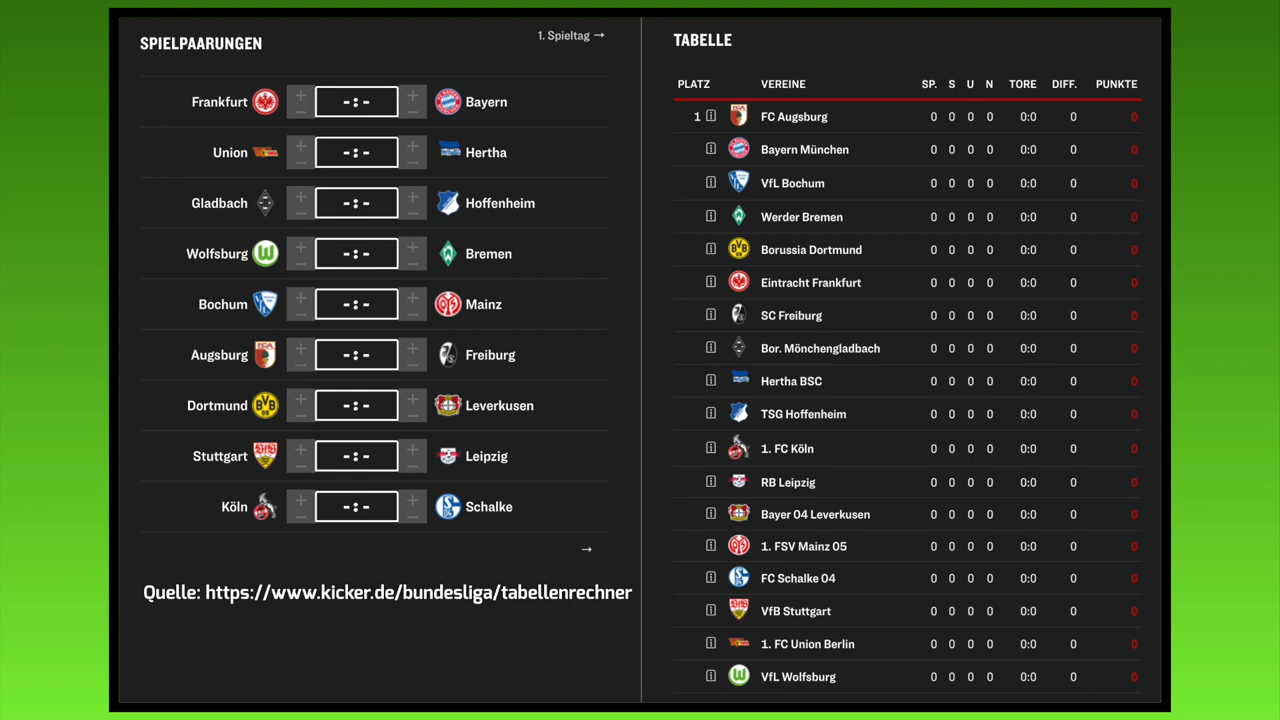 SPIELPAARUNGEN
1. Spieltag →
Frankfurt -:- Bayern
Union -:- Hertha
Gladbach -:- Hoffenheim
Wolfsburg -:- Bremen
Bochum -:- Mainz
Augsburg -:- Freiburg
Dortmund -:- Leverkusen
Stuttgart -:- Leipzig
Köln -:- Schalke
→
Quelle: https://www.kicker.de/bundesliga/tabellenrechner
TABELLE
PLATZ VEREINE SP. S U N TORE DIFF. PUNKTE
1 FC Augsburg 0 0 0 0 0:0 0 0
Bayern München 0 0 0 0 0:0 0 0
VfL Bochum 0 0 0 0 0:0 0 0
Werder Bremen 0 0 0 0 0:0 0 0
Borussia Dortmund 0 0 0 0 0:0 0 0
Eintracht Frankfurt 0 0 0 0 0:0 0 0
SC Freiburg 0 0 0 0 0:0 0 0
Bor. Mönchengladbach 0 0 0 0 0:0 0 0
Hertha BSC 0 0 0 0 0:0 0 0
TSG Hoffenheim 0 0 0 0 0:0 0 0
1. FC Köln 0 0 0 0 0:0 0 0
RB Leipzig 0 0 0 0 0:0 0 0
Bayer 04 Leverkusen 0 0 0 0 0:0 0 0
1. FSV Mainz 05 0 0 0 0 0:0 0 0
FC Schalke 04 0 0 0 0 0:0 0 0
VfB Stuttgart 0 0 0 0 0:0 0 0
1. FC Union Berlin 0 0 0 0 0:0 0 0
VfL Wolfsburg 0 0 0 0 0:0 0 0